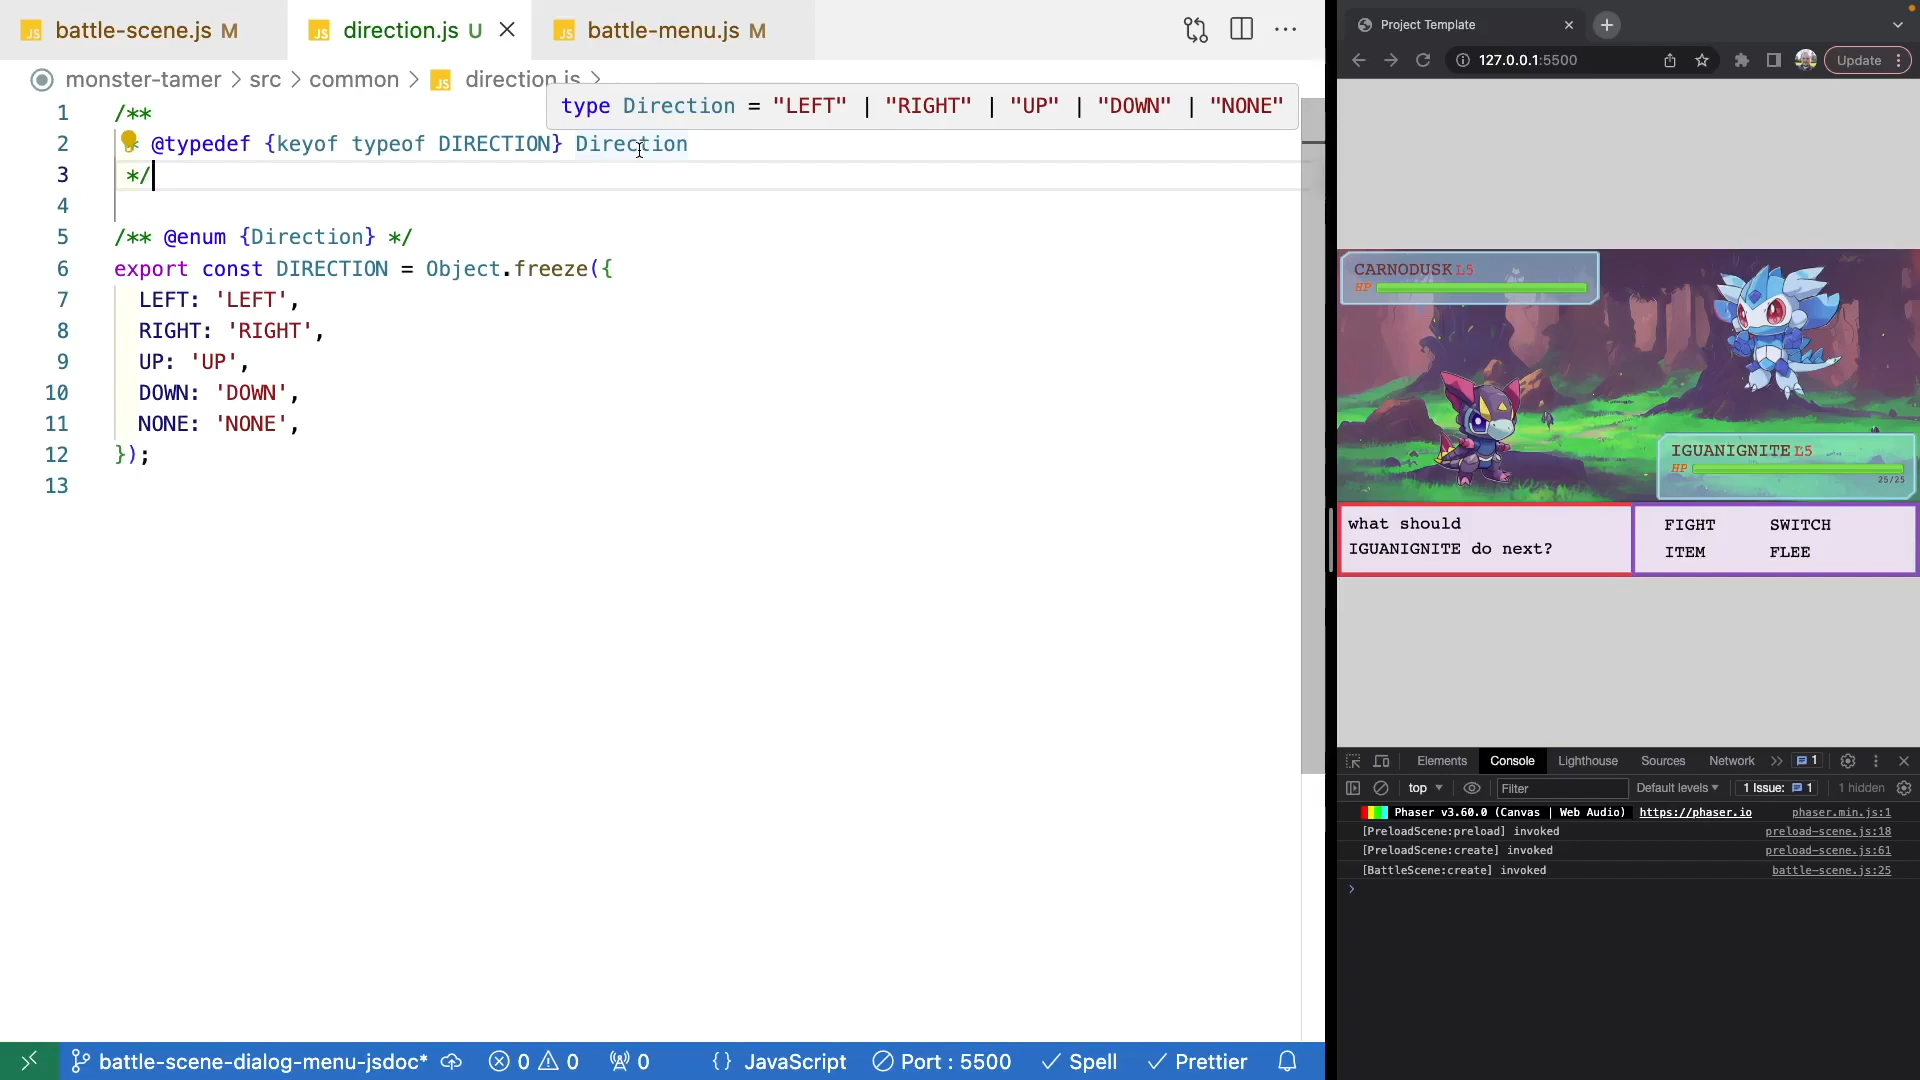 battle-scene.js M
direction.js U
battle-menu.js M
monster-tamer > src > common > direction.js >
type Direction = "LEFT" | "RIGHT" | "UP" | "DOWN" | "NONE"
1 /**
2 * @typedef {keyof typeof DIRECTION} Direction
3 */
4
5 /** @enum {Direction} */
6 export const DIRECTION = Object.freeze({
7 LEFT: 'LEFT',
8 RIGHT: 'RIGHT',
9 UP: 'UP',
10 DOWN: 'DOWN',
11 NONE: 'NONE',
12 });
13
battle-scene-dialog-menu-jsdoc* 0 0 0 {} JavaScript Port : 5500 Spell Prettier
Project Template
127.0.0.1:5500
Update
CARNODUSK L5
HP
IGUANIGNITE L5
HP
25/25
what should
IGUANIGNITE do next?
FIGHT SWITCH
ITEM FLEE
Elements Console Lighthouse Sources Network 1
top Filter Default levels 1 Issue: 1 1 hidden
Phaser v3.60.0 (Canvas | Web Audio) https://phaser.io phaser.min.js:1
[PreloadScene:preload] invoked preload-scene.js:18
[PreloadScene:create] invoked preload-scene.js:61
[BattleScene:create] invoked battle-scene.js:25